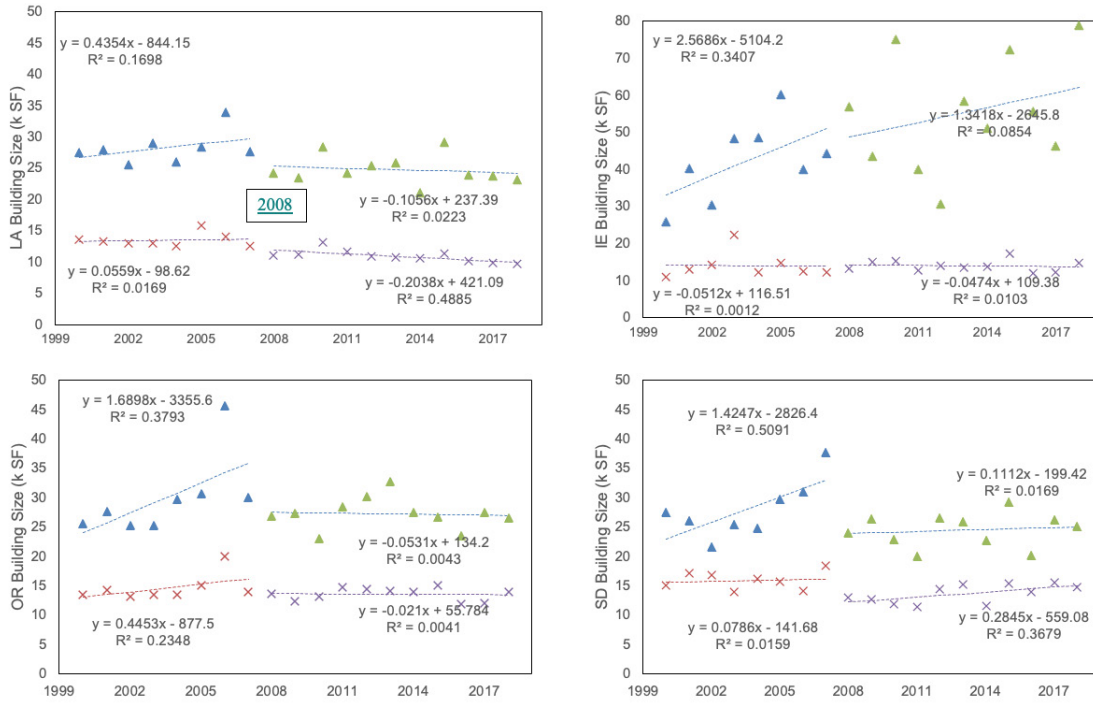 50
45
40
35
30
25
20
15
10
5
0
LA Building Size (k SF)
y = 0.4354x - 844.15
R² = 0.1698
2008
y = -0.1056x + 237.39
R² = 0.0223
y = 0.0559x - 98.62
R² = 0.0169
y = -0.2038x + 421.09
R² = 0.4885
1999 2002 2005 2008 2011 2014 2017
80
70
60
50
40
30
20
10
0
IE Building Size (k SF)
y = 2.5686x - 5104.2
R² = 0.3407
y = 1.3418x - 2645.8
R² = 0.0854
y = -0.0512x + 116.51
R² = 0.0012
y = -0.0474x + 109.38
R² = 0.0103
1999 2002 2005 2008 2011 2014 2017
50
45
40
35
30
25
20
15
10
5
0
OR Building Size (k SF)
y = 1.6898x - 3355.6
R² = 0.3793
y = -0.0531x + 134.2
R² = 0.0043
y = 0.4453x - 877.5
R² = 0.2348
y = -0.021x + 55.784
R² = 0.0041
1999 2002 2005 2008 2011 2014 2017
50
45
40
35
30
25
20
15
10
5
0
SD Building Size (k SF)
y = 1.4247x - 2826.4
R² = 0.5091
y = 0.1112x - 199.42
R² = 0.0169
y = 0.0786x - 141.68
R² = 0.0159
y = 0.2845x - 559.08
R² = 0.3679
1999 2002 2005 2008 2011 2014 2017